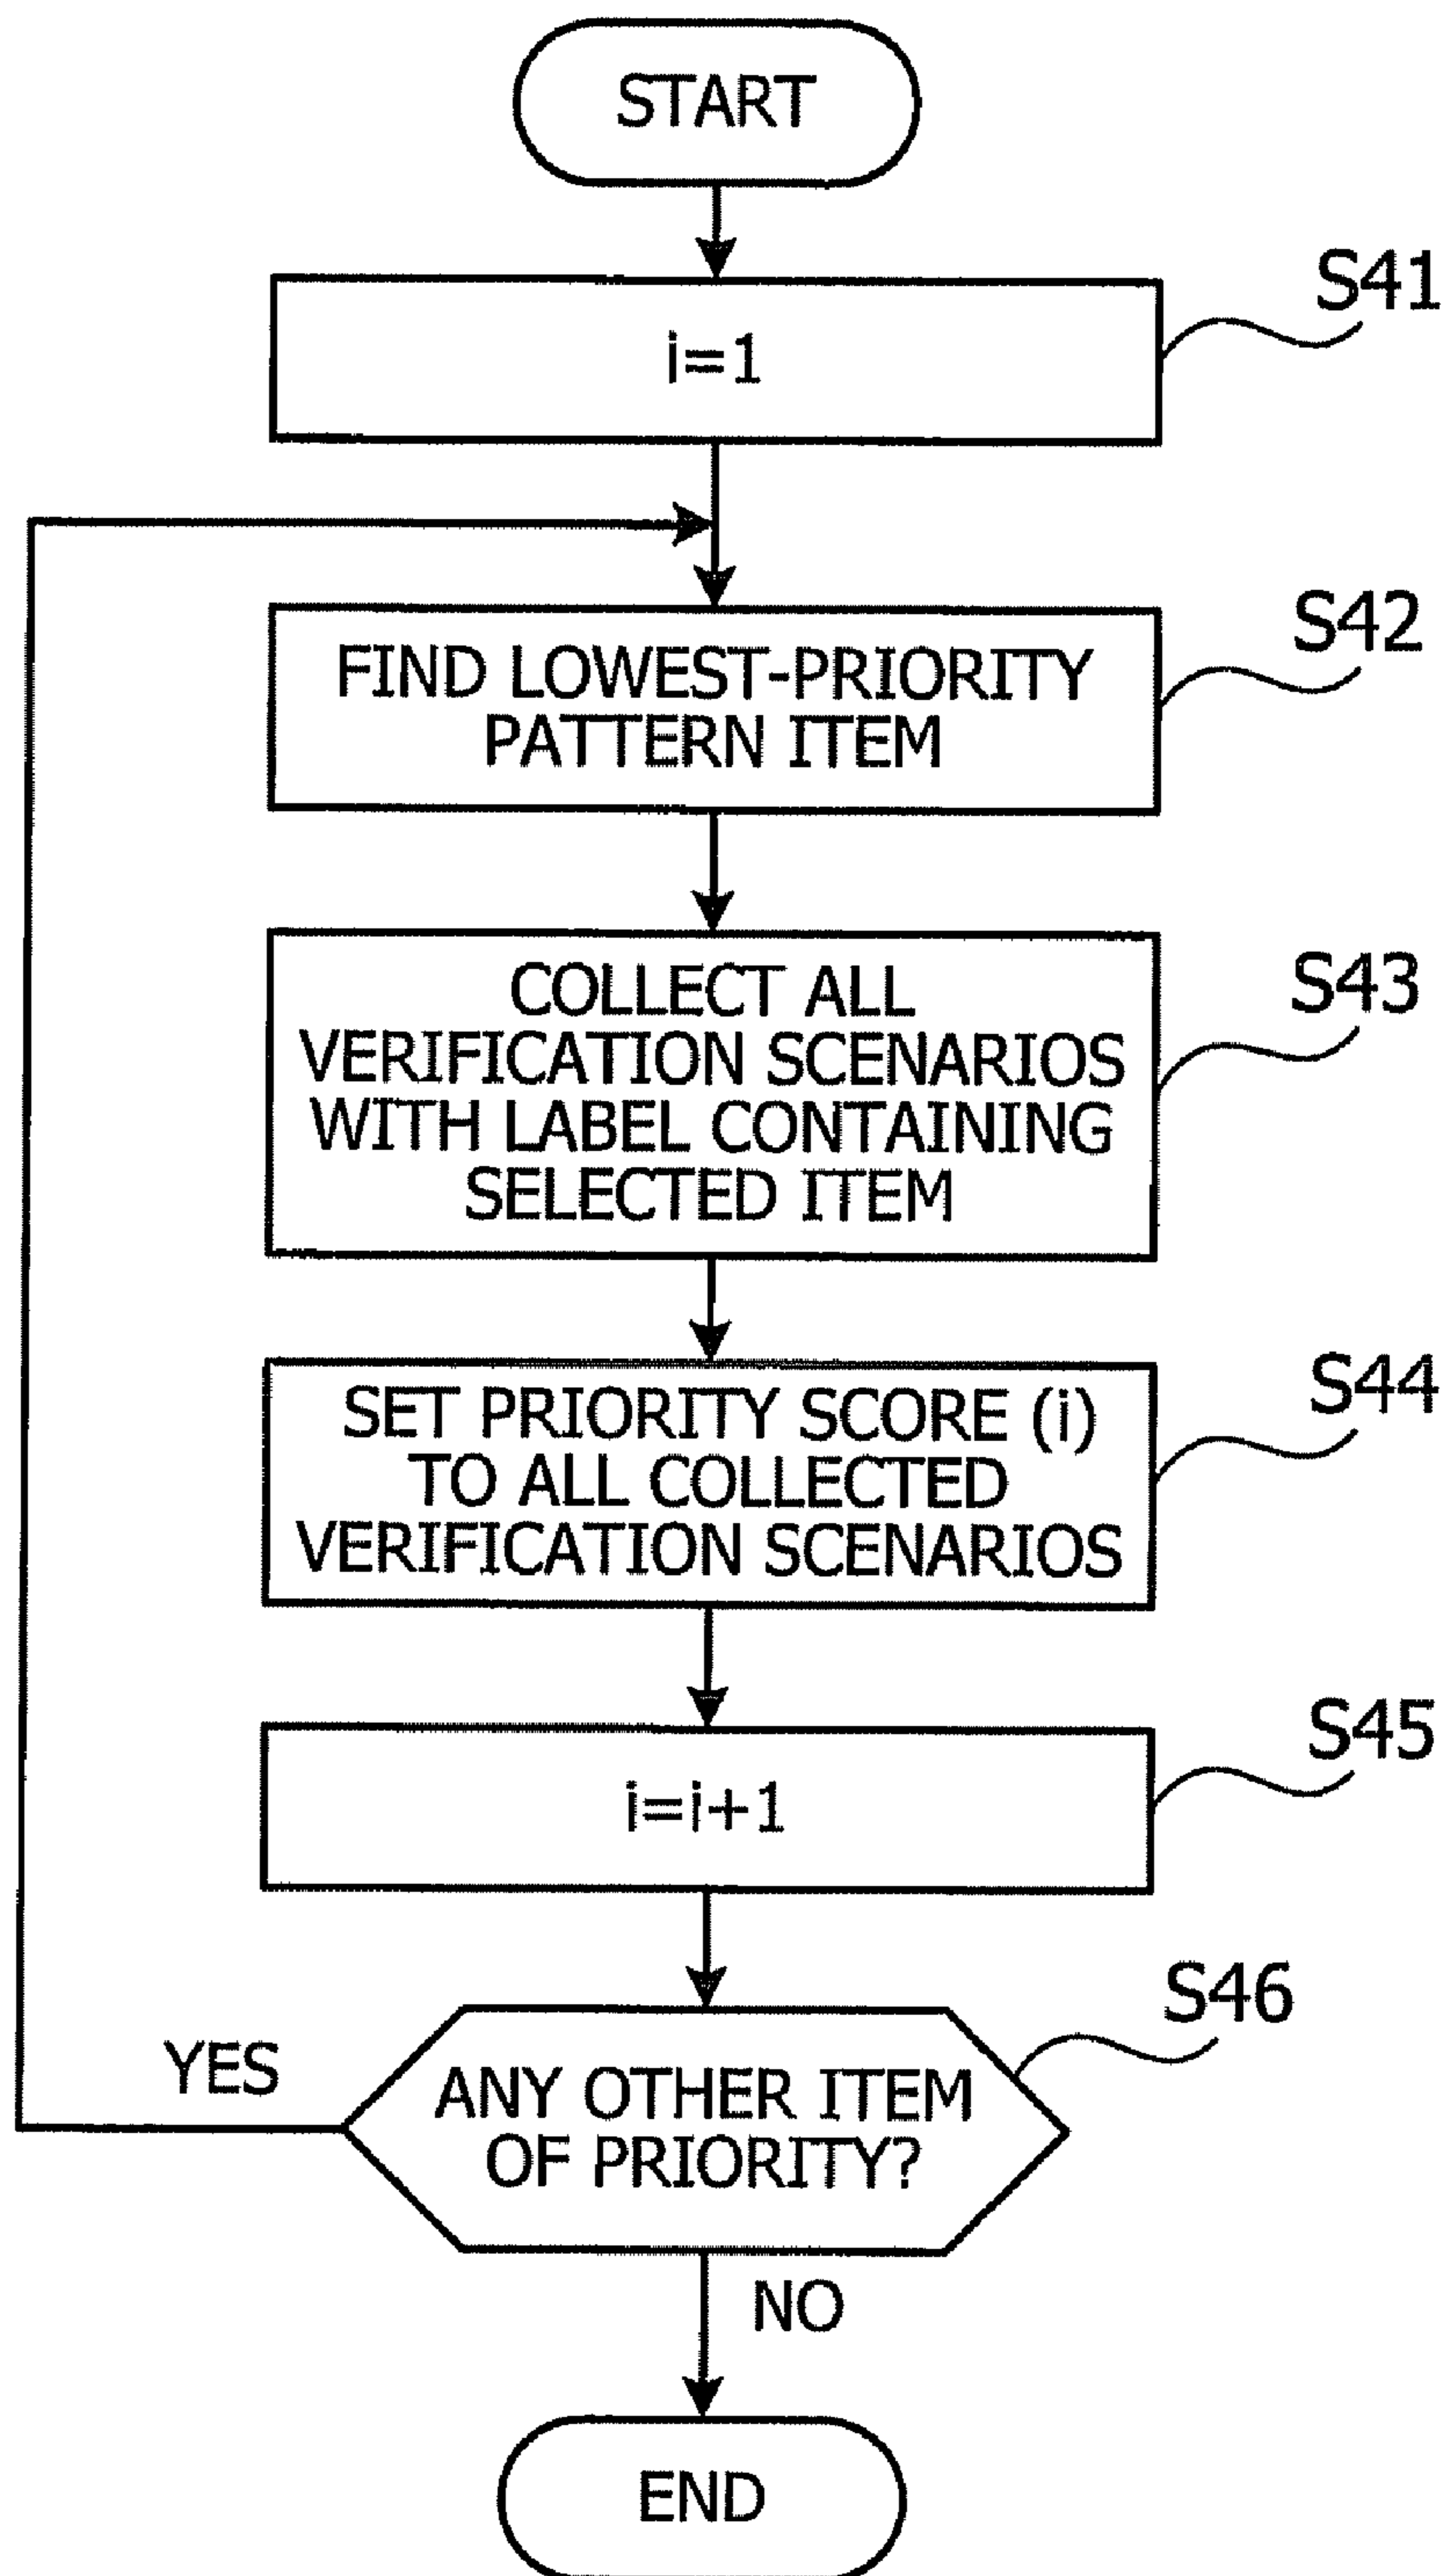 START
S41
i=1
S42
FIND LOWEST-PRIORITY
PATTERN ITEM
S43
COLLECT ALL
VERIFICATION SCENARIOS
WITH LABEL CONTAINING
SELECTED ITEM
S44
SET PRIORITY SCORE (i)
TO ALL COLLECTED
VERIFICATION SCENARIOS
S45
i=i+1
S46
YES
ANY OTHER ITEM
OF PRIORITY?
NO
END